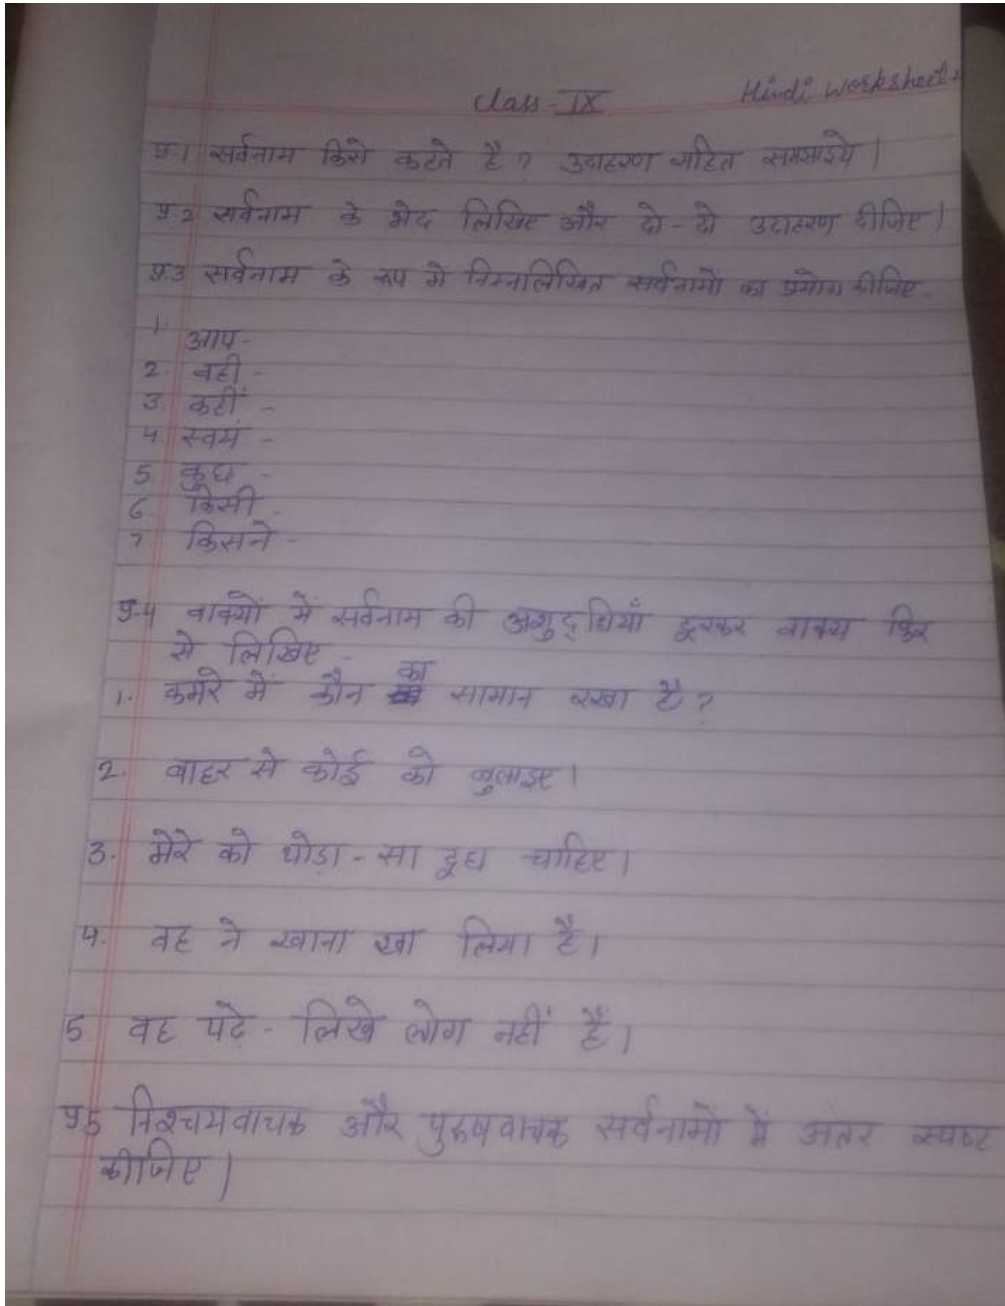 Class - IX Hindi Worksheet-2
प्र.1 सर्वनाम किसे कहते है ? उदाहरण सहित समझाइये |
प्र.2 सर्वनाम के भेद लिखिए और दो - दो उदाहरण दीजिए |
प्र.3 सर्वनाम के रूप में निम्नलिखित सर्वनामों का प्रयोग कीजिए
1. आप -
2. वही -
3. कहीं -
4 स्वयं -
5 कुछ -
6 किसी -
7 किसने -
प्र.4 वाक्यों में सर्वनाम की अशुद्धियाँ दूरकर वाक्य फिर
से लिखिए -
1. कमरे में कौन का सामान रखा है ?
2. बाहर से कोई को बुलाइए |
3. मेरे को थोड़ा - सा दूध चाहिए |
4. वह ने खाना खा लिया है |
5 वह पढे - लिखे लोग नहीं हैं |
प्र.5 निश्चयवाचक और पुरुषवाचक सर्वनामों में अंतर स्पष्ट
कीजिए |